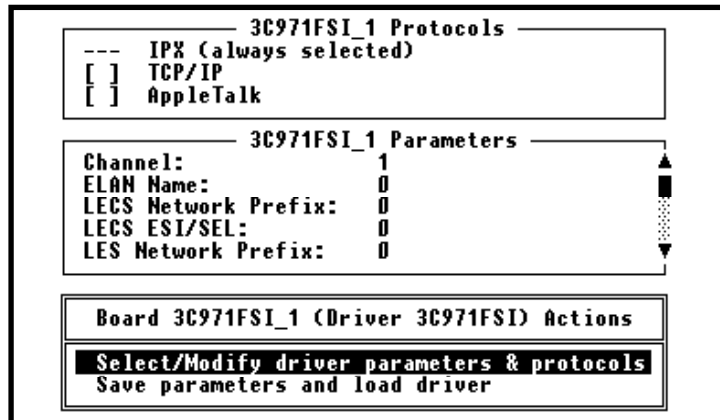 3C971FSI_1 Protocols
--- IPX (always selected)
[ ] TCP/IP
[ ] AppleTalk
3C971FSI_1 Parameters
Channel: 1
ELAN Name: 0
LECS Network Prefix: 0
LECS ESI/SEL: 0
LES Network Prefix: 0
Board 3C971FSI_1 (Driver 3C971FSI) Actions
Select/Modify driver parameters & protocols
Save parameters and load driver